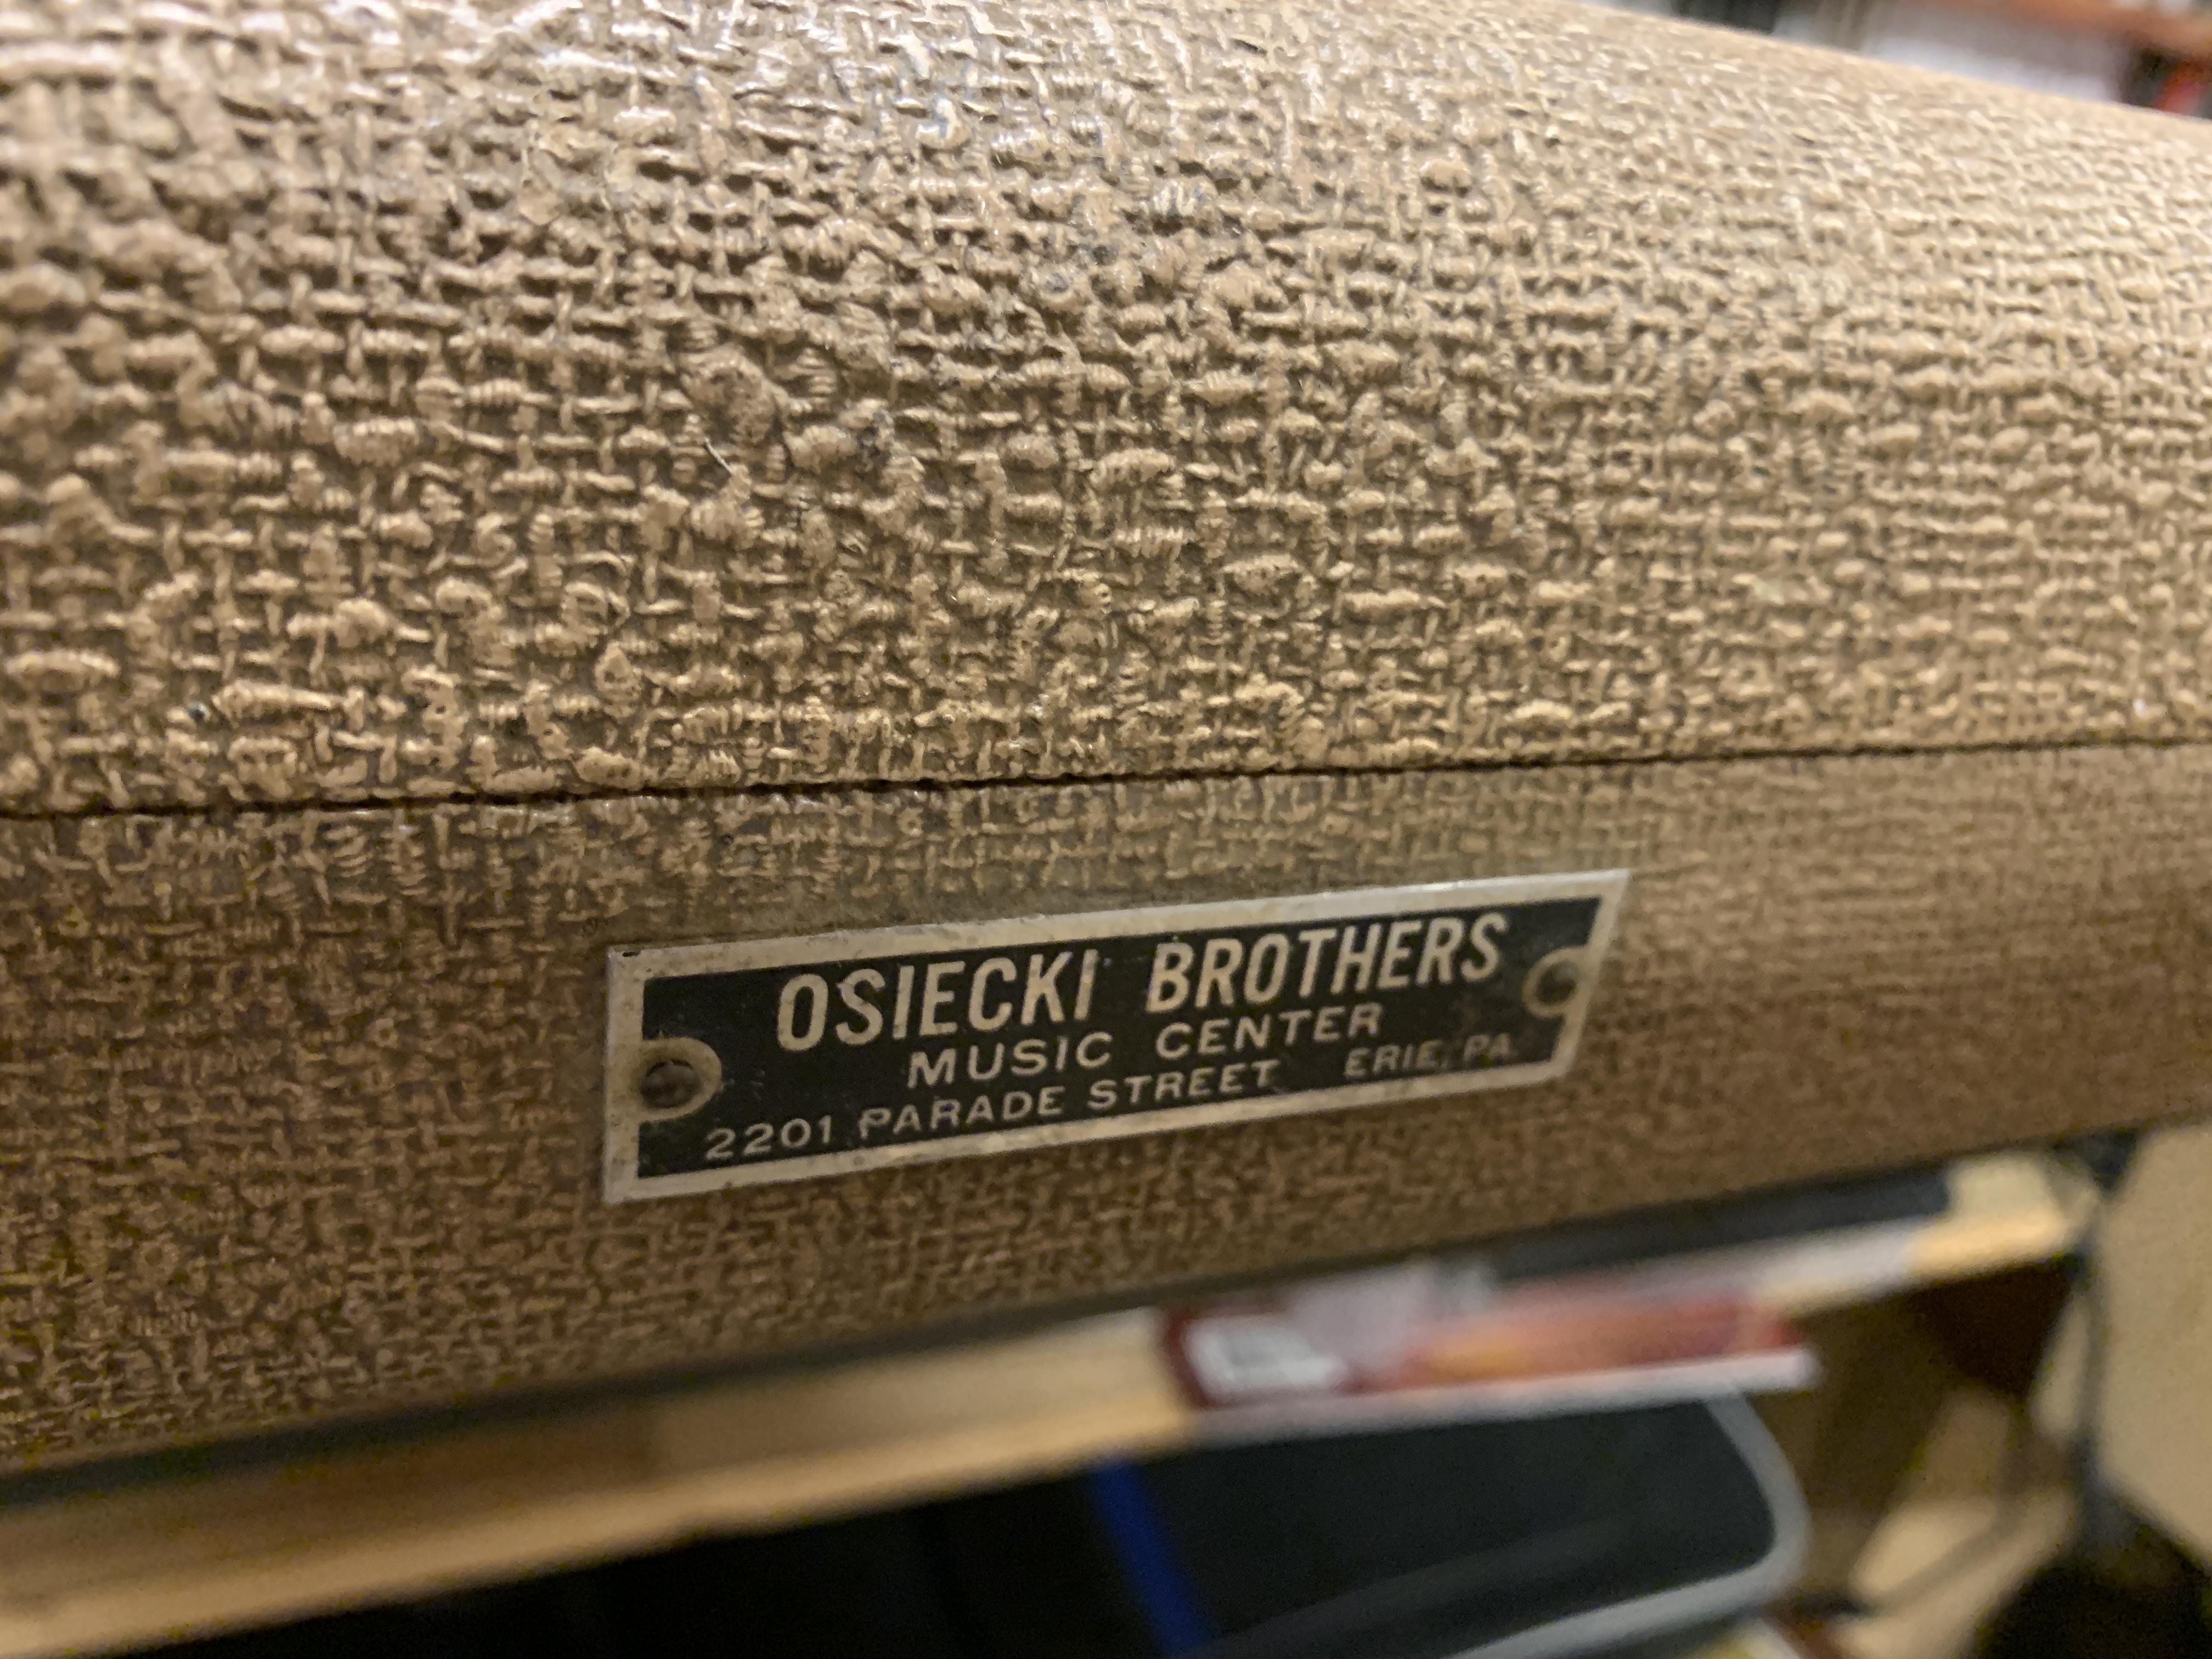 OSIECKI BROTHERS
MUSIC CENTER
2201 PARADE STREET ERIE, PA.